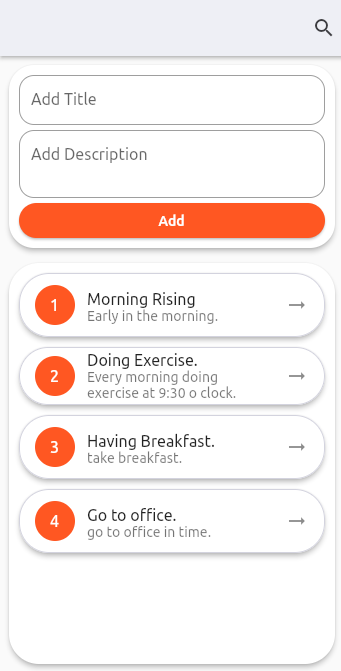 Add Title
Add Description
Add
1
Morning Rising
Early in the morning.
2
Doing Exercise.
Every morning doing
exercise at 9:30 o clock.
3
Having Breakfast.
take breakfast.
4
Go to office.
go to office in time.